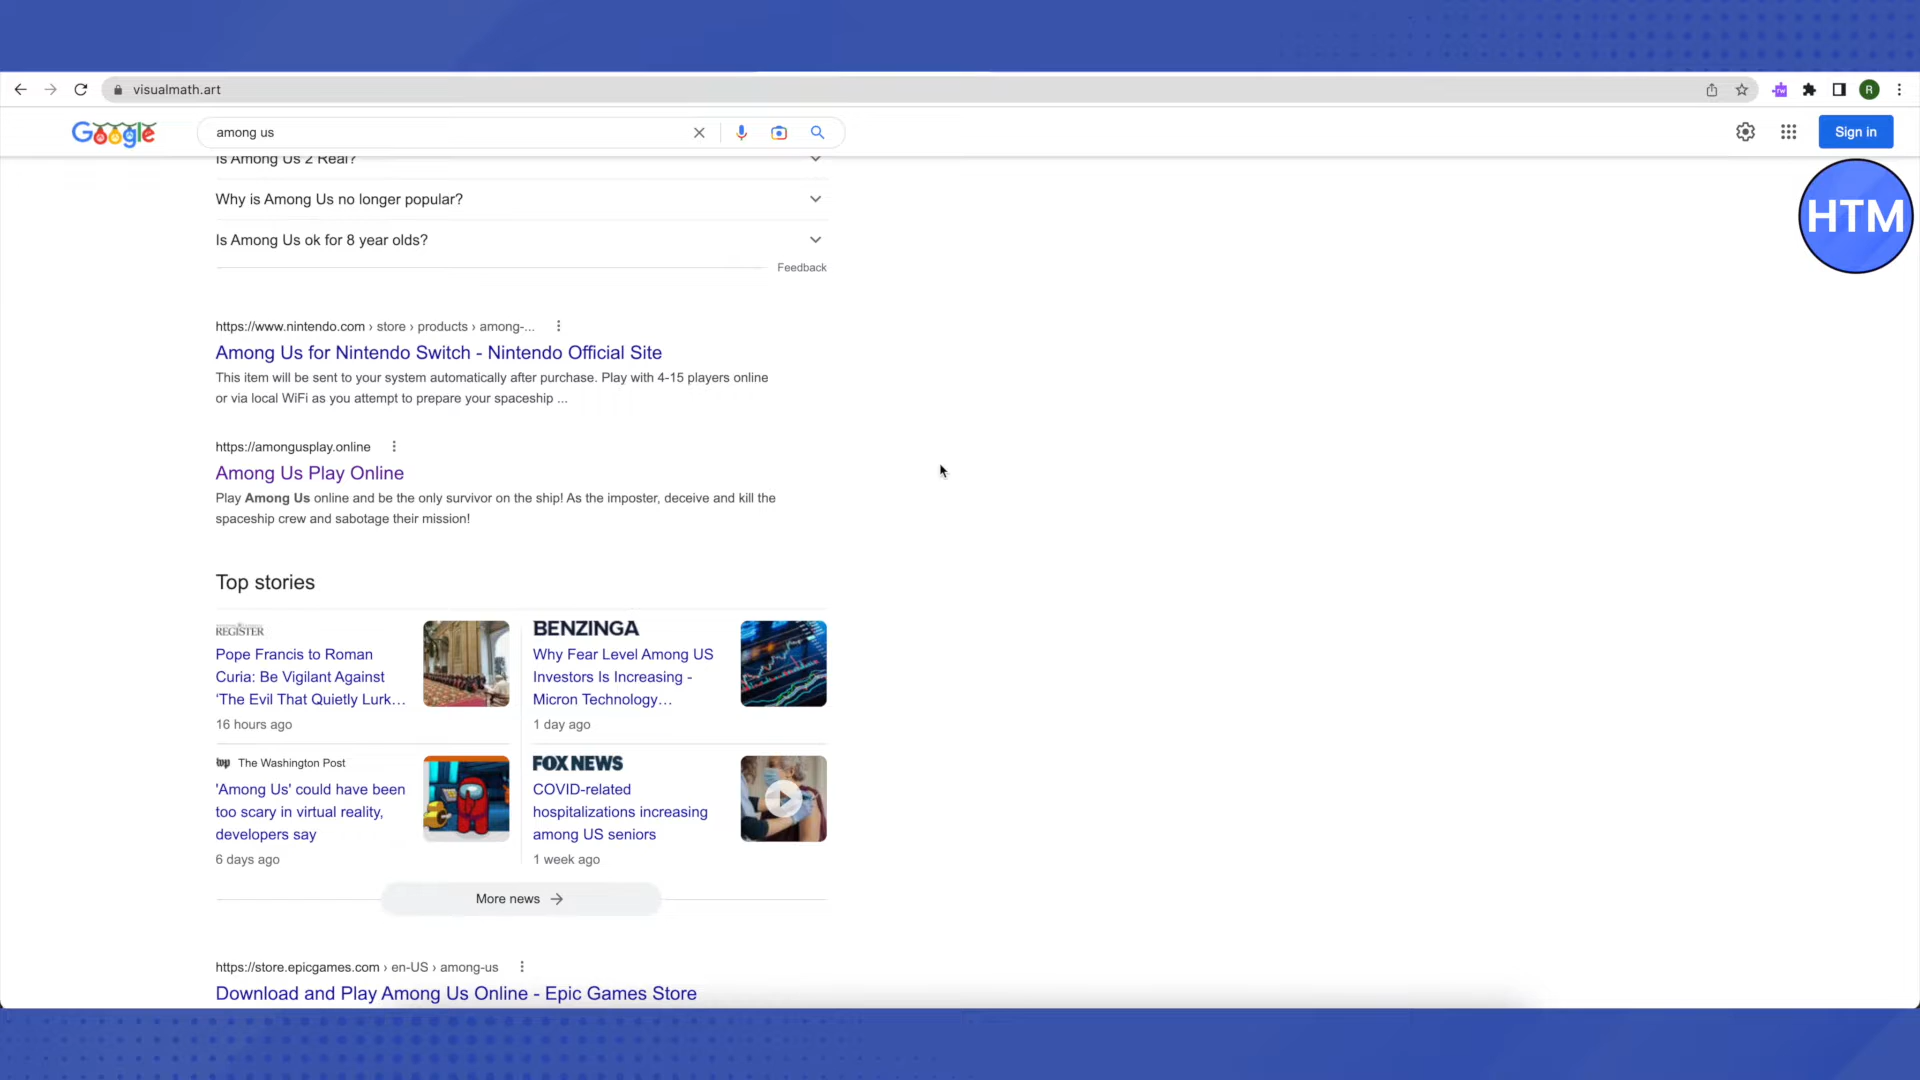 visualmath.art
R
Google
among us
Sign in
HTM
Is Among Us 2 Real?
Why is Among Us no longer popular?
Is Among Us ok for 8 year olds?
Feedback
https://www.nintendo.com › store › products › among-...
Among Us for Nintendo Switch - Nintendo Official Site
This item will be sent to your system automatically after purchase. Play with 4-15 players online
or via local WiFi as you attempt to prepare your spaceship ...
https://amongusplay.online
Among Us Play Online
Play Among Us online and be the only survivor on the ship! As the imposter, deceive and kill the
spaceship crew and sabotage their mission!
Top stories
REGISTER
Pope Francis to Roman
Curia: Be Vigilant Against
‘The Evil That Quietly Lurk…
16 hours ago
BENZINGA
Why Fear Level Among US
Investors Is Increasing -
Micron Technology…
1 day ago
wp The Washington Post
'Among Us' could have been
too scary in virtual reality,
developers say
6 days ago
FOX NEWS
COVID-related
hospitalizations increasing
among US seniors
1 week ago
More news
https://store.epicgames.com › en-US › among-us
Download and Play Among Us Online - Epic Games Store